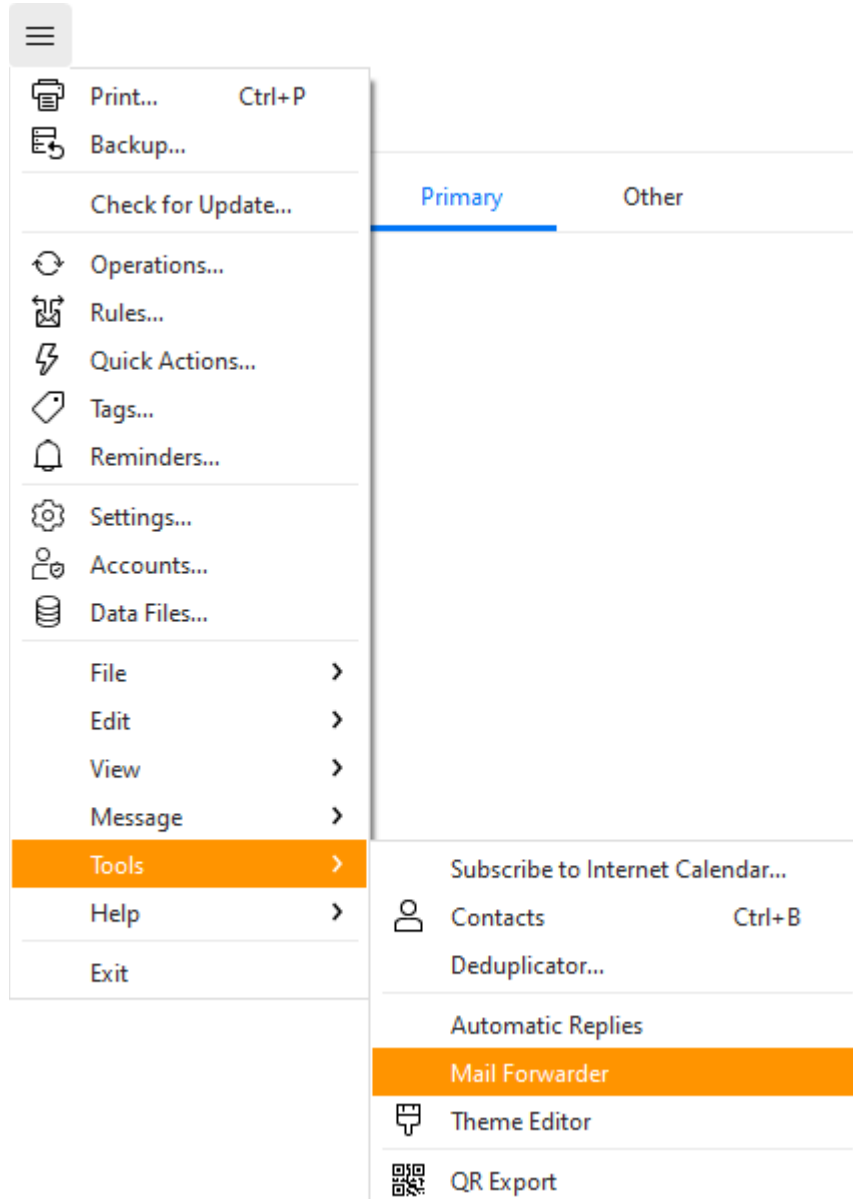 Print... Ctrl+P
Backup...
Check for Update...
Primary Other
Operations...
Rules...
Quick Actions...
Tags...
Reminders...
Settings...
Accounts...
Data Files...
File
Edit
View
Message
Tools
Help
Exit
Subscribe to Internet Calendar...
Contacts Ctrl+B
Deduplicator...
Automatic Replies
Mail Forwarder
Theme Editor
QR Export